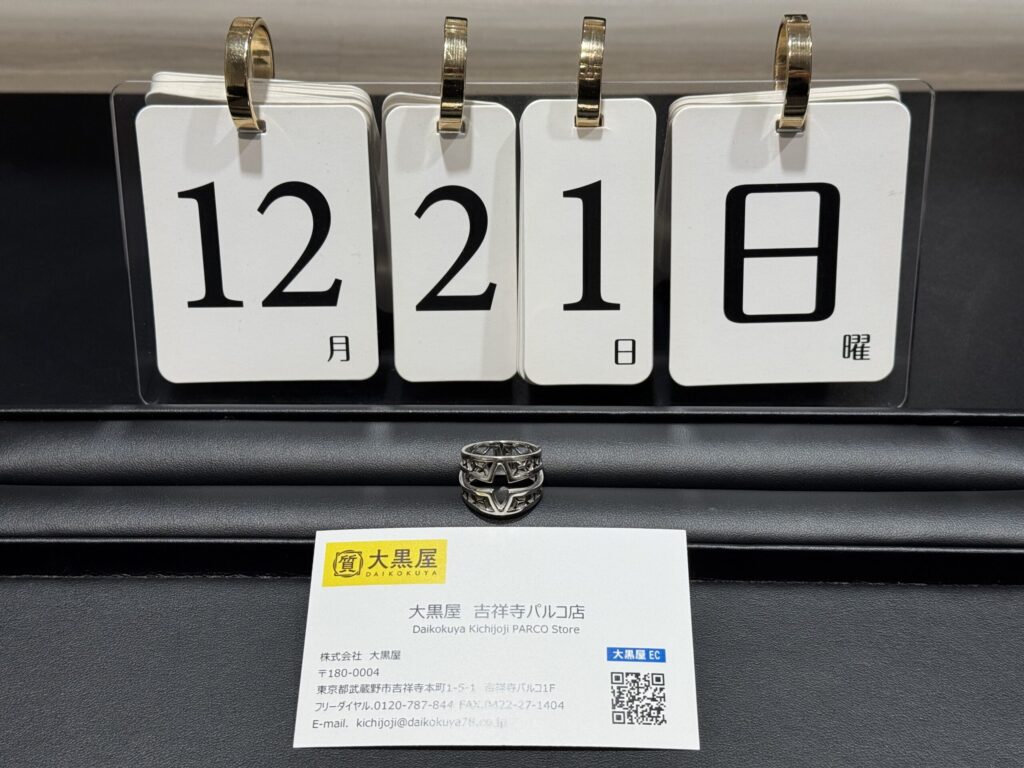 12月
21日
日曜
質 大黒屋
DAIKOKUYA
大黒屋 吉祥寺パルコ店
Daikokuya Kichijoji PARCO Store
株式会社 大黒屋
〒180-0004
東京都武蔵野市吉祥寺本町1-5-1 吉祥寺パルコ1F
フリーダイヤル.0120-787-844 FAX.0422-27-1404
E-mail. kichijoji@daikokuya78.co.jp
大黒屋 EC